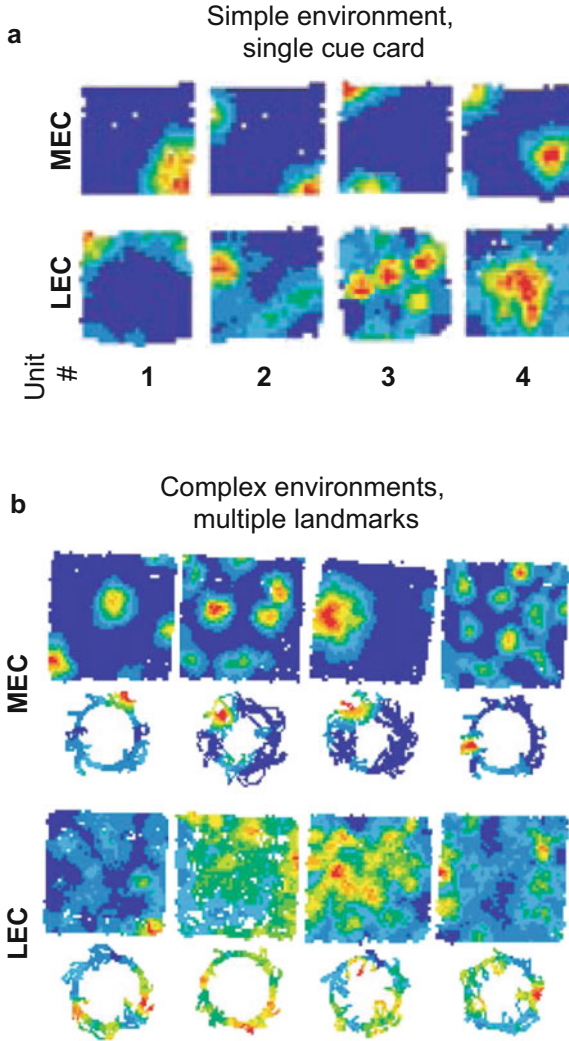 a
Simple environment,
single cue card
MEC
LEC
Unit
#
1 2 3 4
b
Complex environments,
multiple landmarks
MEC
LEC